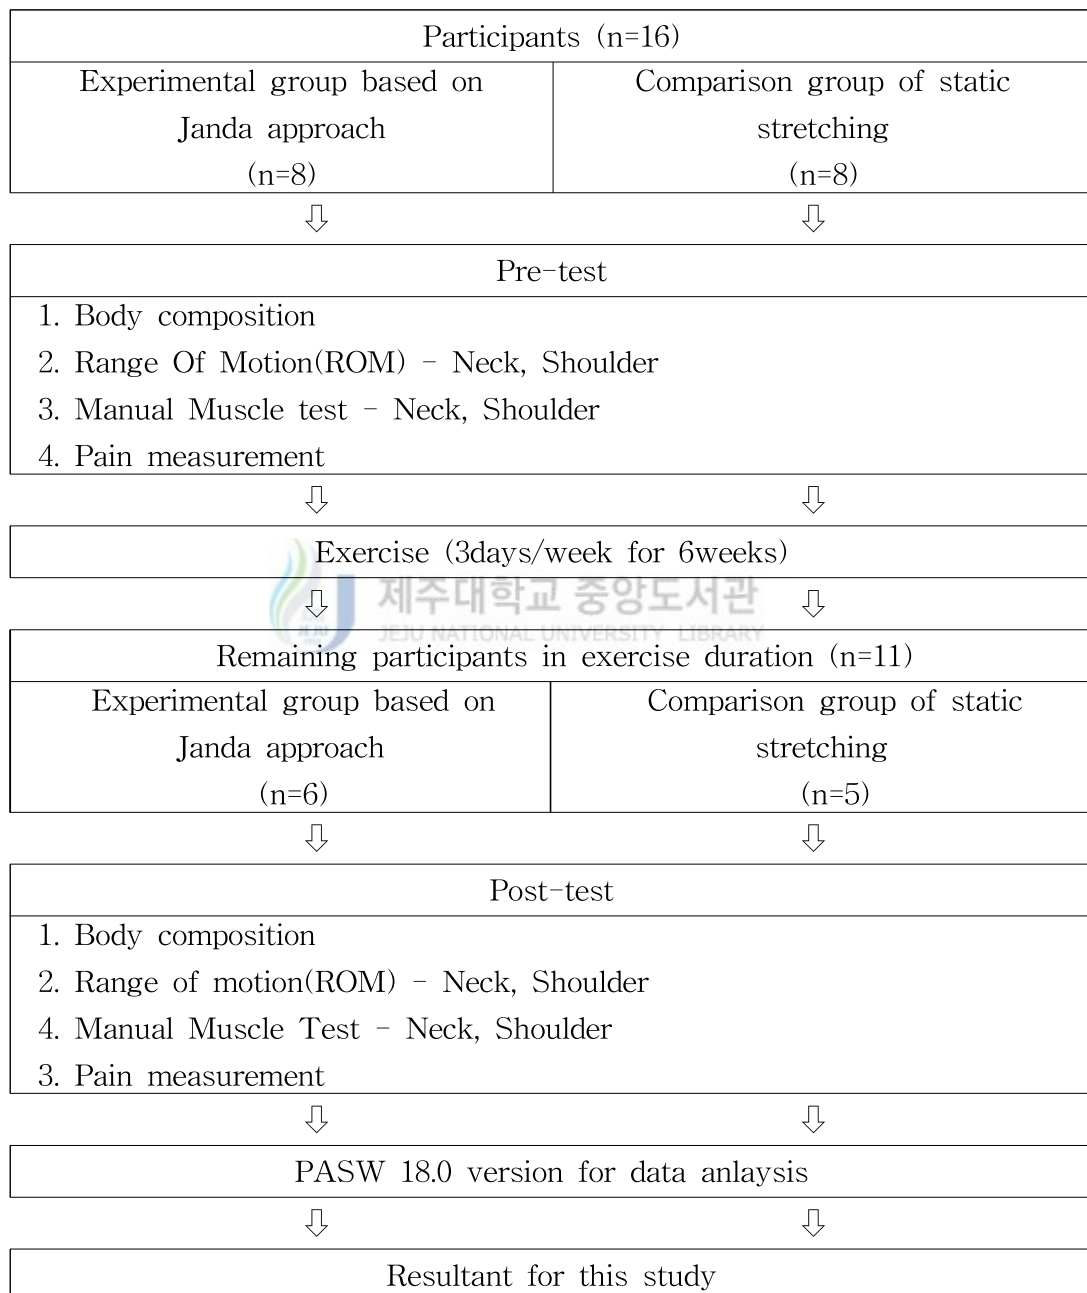 Participants (n=16)
Experimental group based on
Janda approach
(n=8)
Comparison group of static
stretching
(n=8)
Pre-test
1. Body composition
2. Range Of Motion(ROM) - Neck, Shoulder
3. Manual Muscle test - Neck, Shoulder
4. Pain measurement
Exercise (3days/week for 6weeks)
제주대학교 중앙도서관
JEJU NATIONAL UNIVERSITY LIBRARY
Remaining participants in exercise duration (n=11)
Experimental group based on
Janda approach
(n=6)
Comparison group of static
stretching
(n=5)
Post-test
1. Body composition
2. Range of motion(ROM) - Neck, Shoulder
4. Manual Muscle Test - Neck, Shoulder
3. Pain measurement
PASW 18.0 version for data anlaysis
Resultant for this study